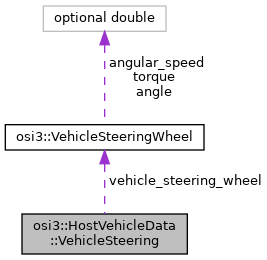 optional double
angular_speed
torque
angle
osi3::VehicleSteeringWheel
vehicle_steering_wheel
osi3::HostVehicleData
::VehicleSteering